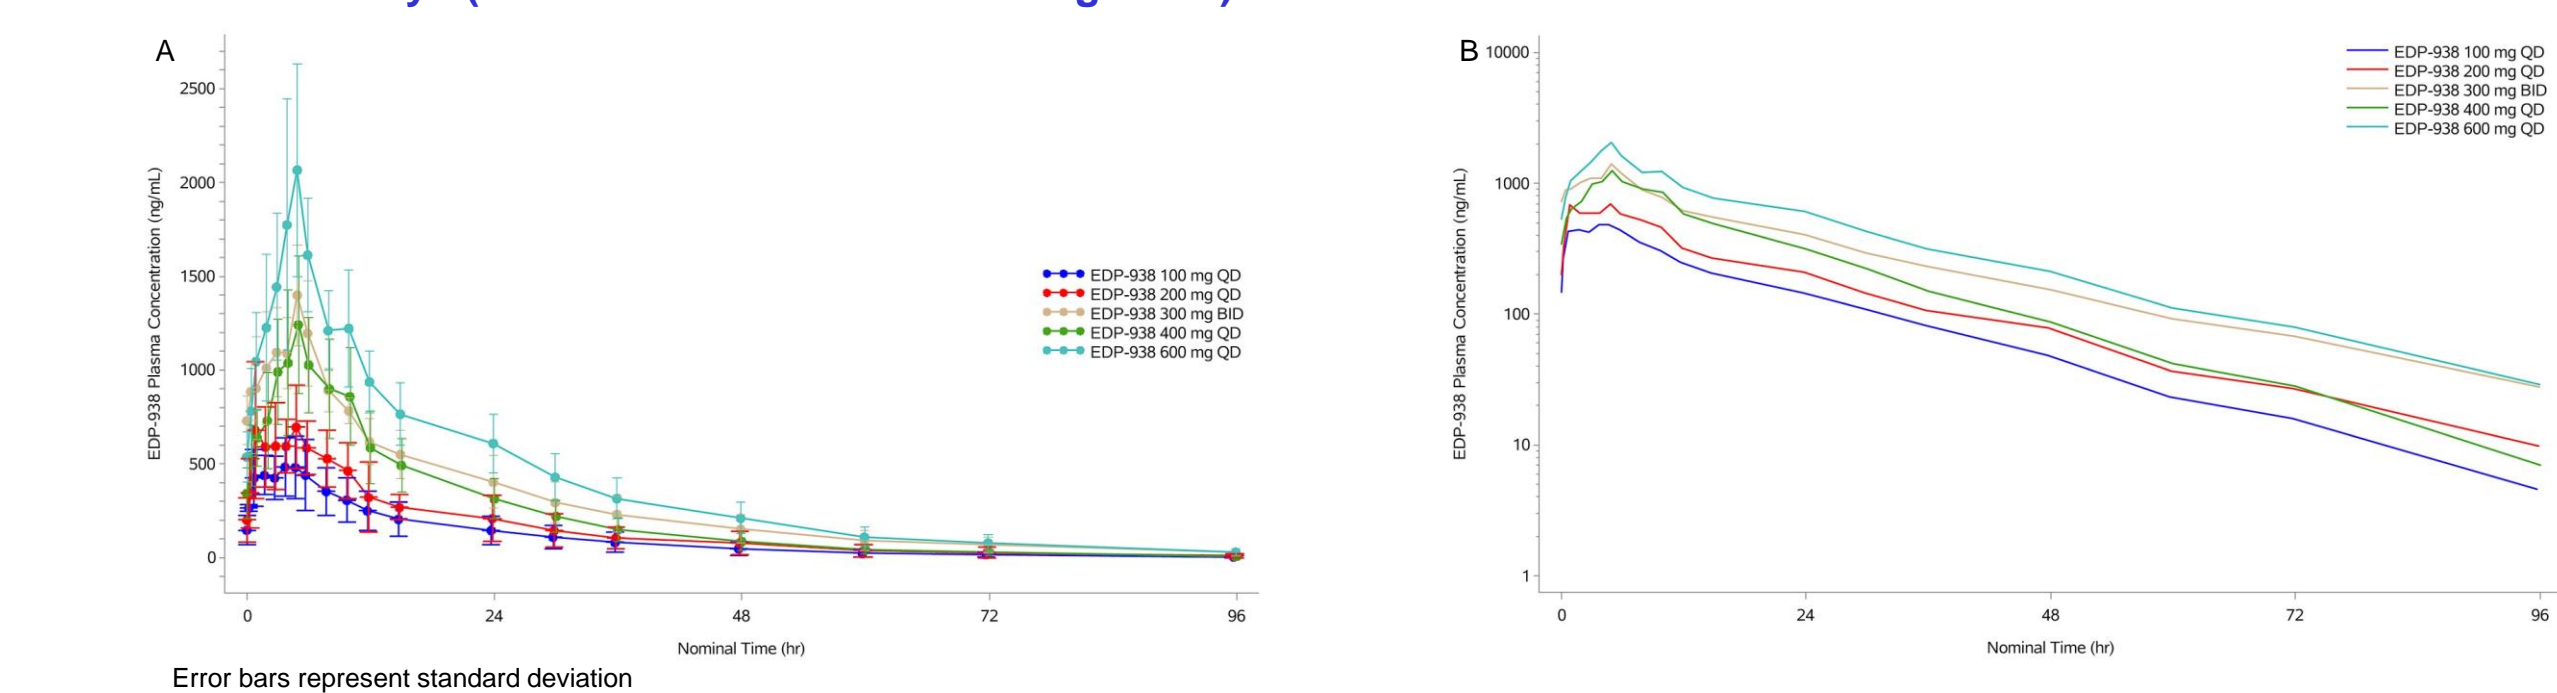 A
EDP-938 Plasma Concentration (ng/mL)
2500
2000
1500
1000
500
0
0 24 48 72 96
Nominal Time (hr)
EDP-938 100 mg QD
EDP-938 200 mg QD
EDP-938 300 mg BID
EDP-938 400 mg QD
EDP-938 600 mg QD
Error bars represent standard deviation
B
EDP-938 Plasma Concentration (ng/mL)
10000
1000
100
10
1
0 24 48 72 96
Nominal Time (hr)
EDP-938 100 mg QD
EDP-938 200 mg QD
EDP-938 300 mg BID
EDP-938 400 mg QD
EDP-938 600 mg QD